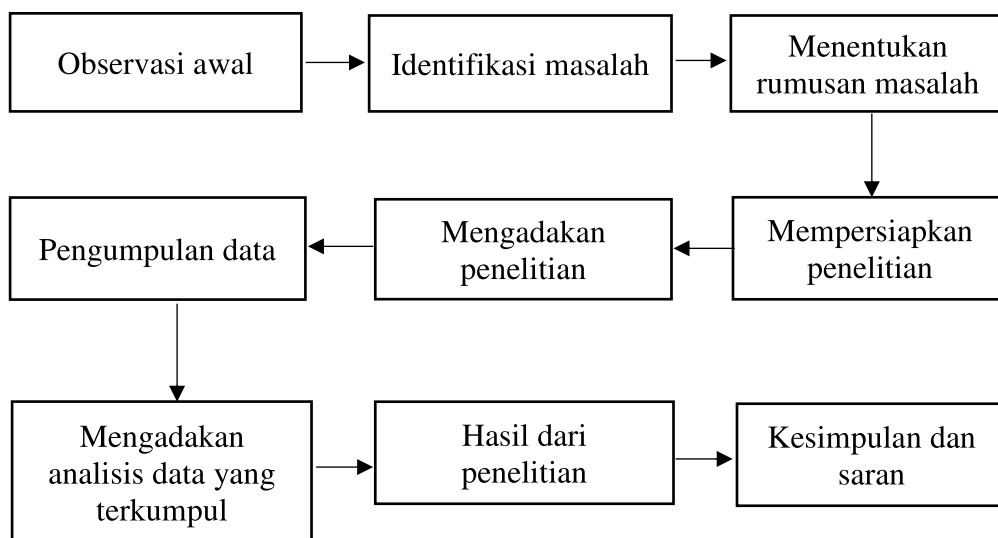 Observasi awal
Identifikasi masalah
Menentukan
rumusan masalah
Mempersiapkan
penelitian
Mengadakan
penelitian
Pengumpulan data
Mengadakan
analisis data yang
terkumpul
Hasil dari
penelitian
Kesimpulan dan
saran